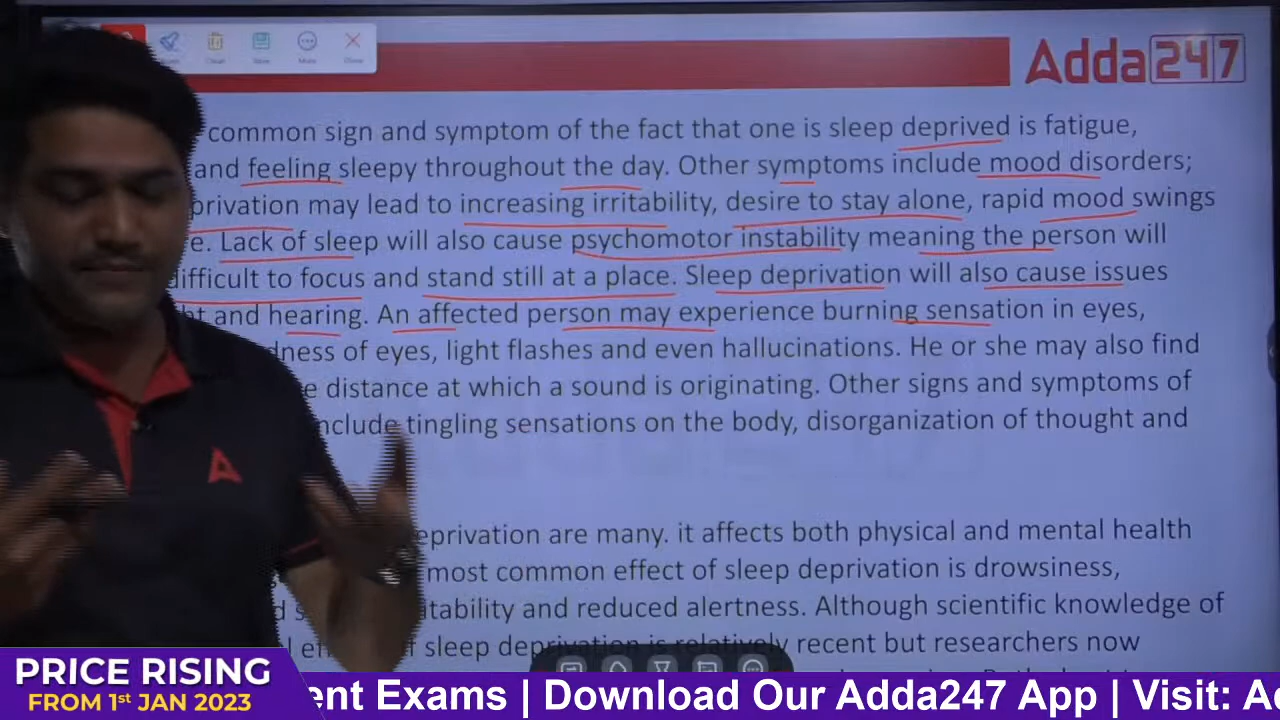 Clean Save More Close
Adda247
common sign and symptom of the fact that one is sleep deprived is fatigue,
and feeling sleepy throughout the day. Other symptoms include mood disorders;
privation may lead to increasing irritability, desire to stay alone, rapid mood swings
e. Lack of sleep will also cause psychomotor instability meaning the person will
difficult to focus and stand still at a place. Sleep deprivation will also cause issues
ht and hearing. An affected person may experience burning sensation in eyes,
dness of eyes, light flashes and even hallucinations. He or she may also find
e distance at which a sound is originating. Other signs and symptoms of
nclude tingling sensations on the body, disorganization of thought and
eprivation are many. it affects both physical and mental health
most common effect of sleep deprivation is drowsiness,
itability and reduced alertness. Although scientific knowledge of
sleep deprivation is relatively recent but researchers now
PRICE RISING
FROM 1st JAN 2023
ent Exams | Download Our Adda247 App | Visit: A